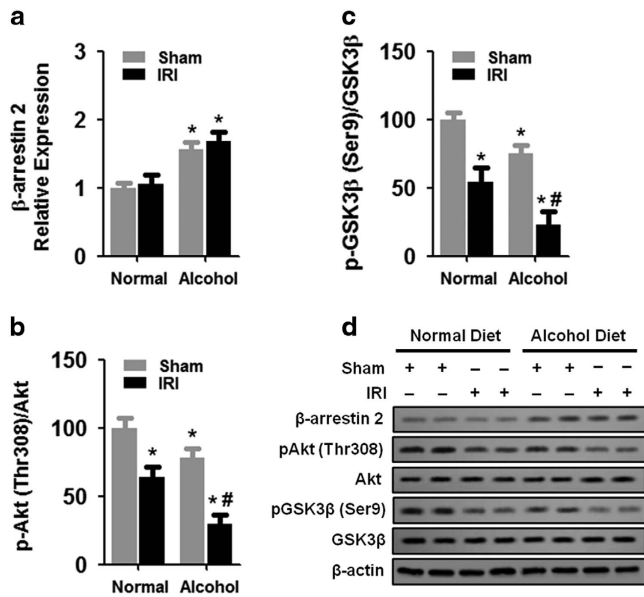 a
β-arrestin 2
Relative Expression
3
2
1
0
Sham
IRI
*
*
Normal
Alcohol
b
p-Akt (Thr308)/Akt
150
100
50
0
Sham
IRI
*
*
* #
Normal
Alcohol
c
p-GSK3β (Ser9)/GSK3β
150
100
50
0
Sham
IRI
*
*
* #
Normal
Alcohol
d
Normal Diet Alcohol Diet
Sham + + – – + + – –
IRI – – + + – – + +
β-arrestin 2
pAkt (Thr308)
Akt
pGSK3β (Ser9)
GSK3β
β-actin